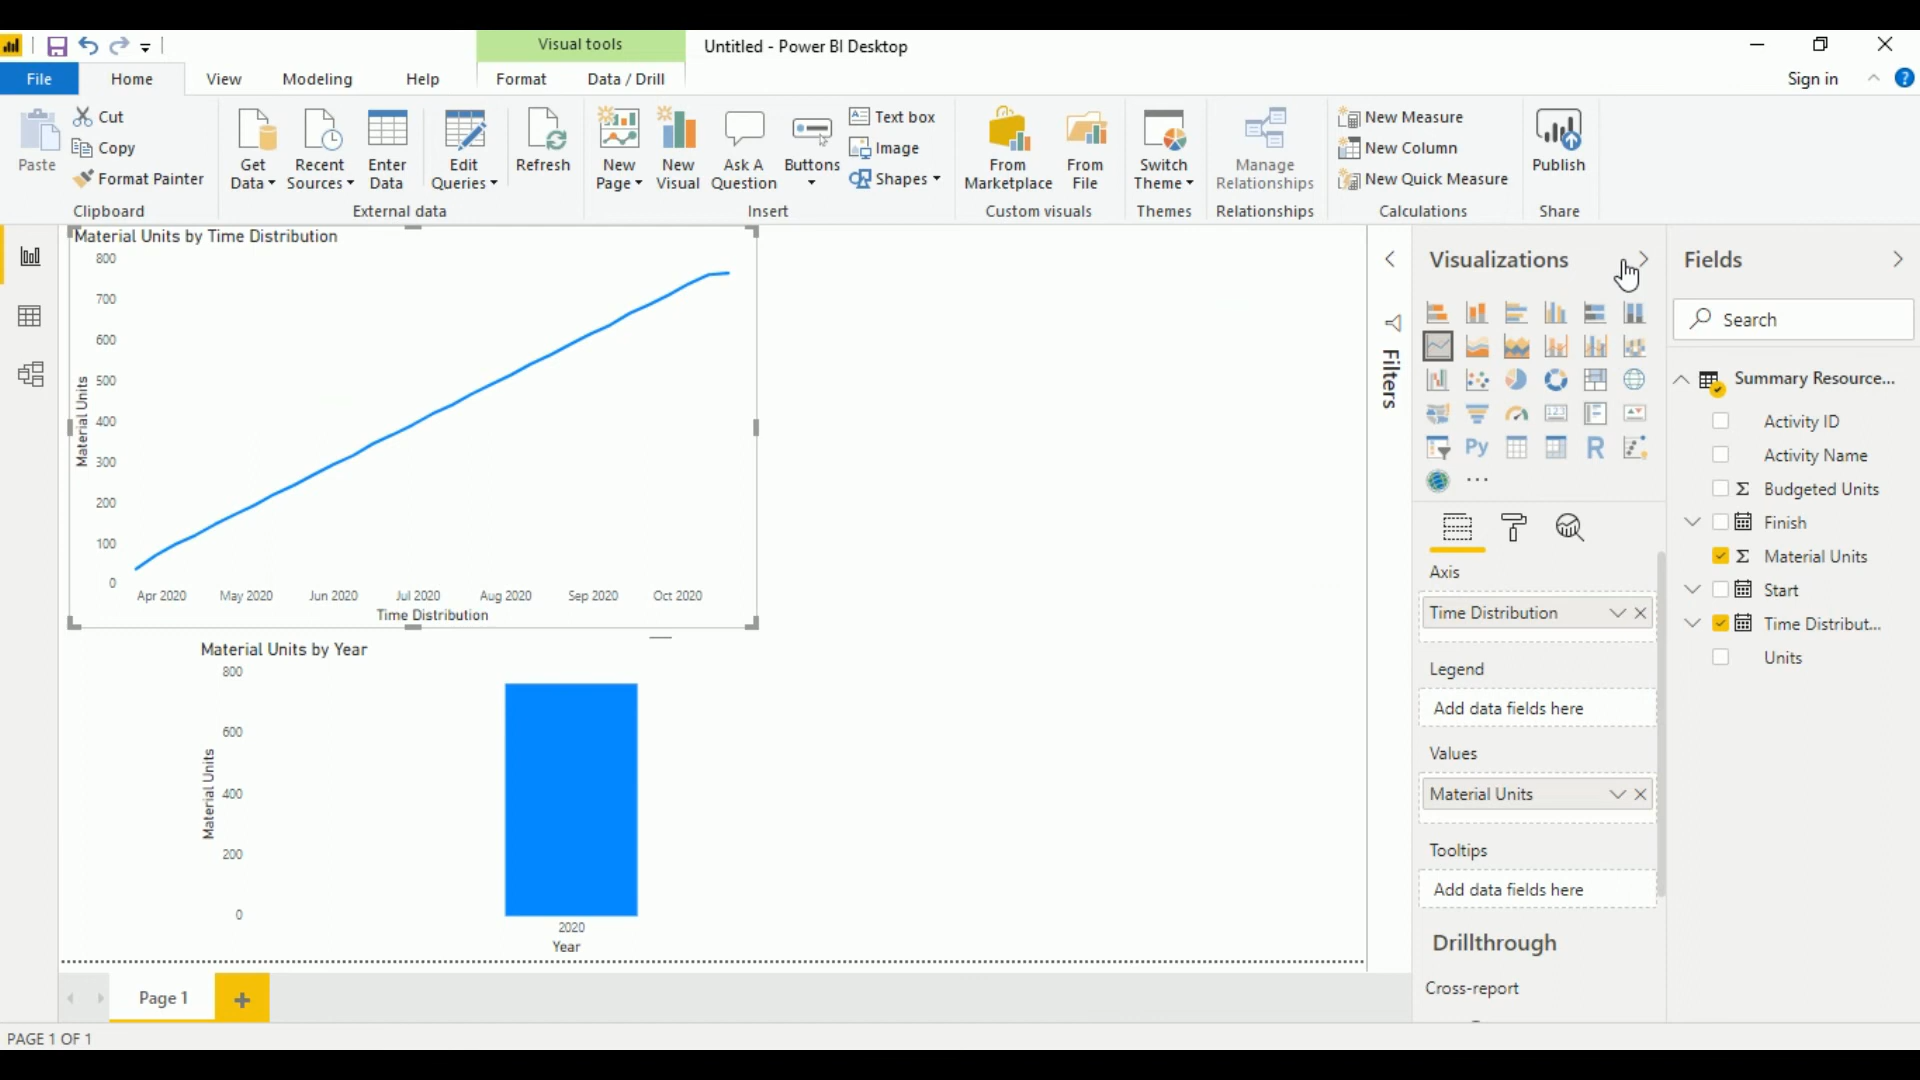 Visual tools
Untitled - Power BI Desktop
File
Home
View
Modeling
Help
Format
Data / Drill
Sign in
?
Paste
Cut
Copy
Format Painter
Clipboard
Get
Data
Recent
Sources
Enter
Data
Edit
Queries
Refresh
External data
New
Page
New
Visual
Ask A
Question
Buttons
Text box
Image
Shapes
Insert
From
Marketplace
From
File
Custom visuals
Switch
Theme
Themes
Manage
Relationships
Relationships
New Measure
New Column
New Quick Measure
Calculations
Publish
Share
Material Units by Time Distribution
800
700
600
500
400
300
200
100
0
Material Units
Apr 2020
May 2020
Jun 2020
Jul 2020
Aug 2020
Sep 2020
Oct 2020
Time Distribution
Material Units by Year
800
600
400
200
0
Material Units
2020
Year
Filters
Visualizations
123
Py
R
...
Axis
Time Distribution
Legend
Add data fields here
Values
Material Units
Tooltips
Add data fields here
Drillthrough
Cross-report
Fields
Search
Summary Resource...
Activity ID
Activity Name
Σ Budgeted Units
Finish
Σ Material Units
Start
Time Distribut...
Units
Page 1
+
PAGE 1 OF 1